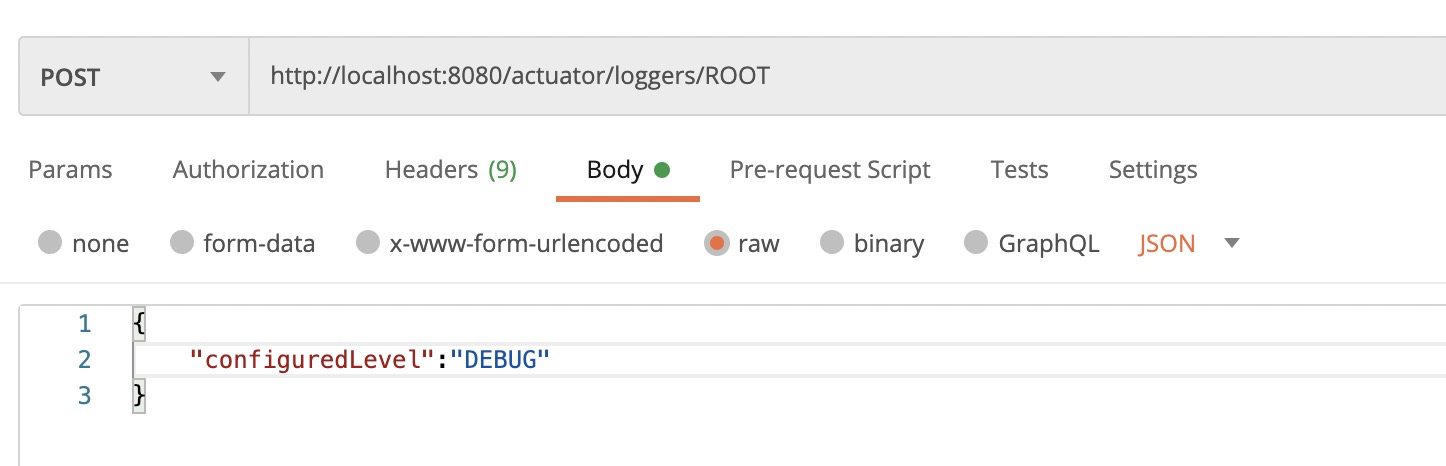 POST http://localhost:8080/actuator/loggers/ROOT
Params Authorization Headers (9) Body Pre-request Script Tests Settings
none form-data x-www-form-urlencoded raw binary GraphQL JSON
1 {
2 "configuredLevel":"DEBUG"
3 }